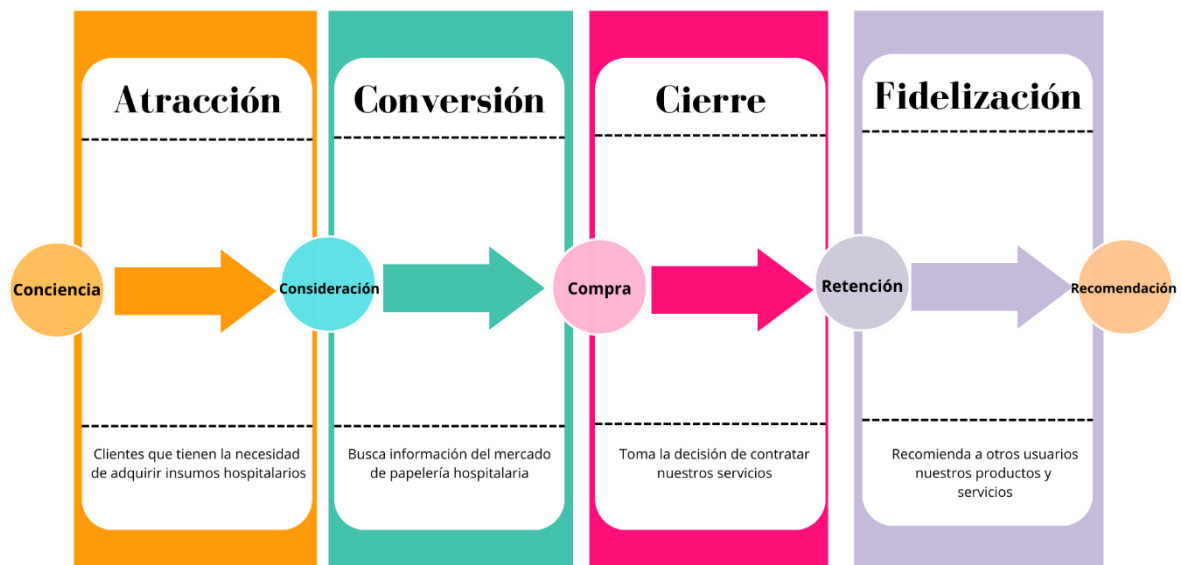 Atracción
Conversión
Cierre
Fidelización
Conciencia
Consideración
Compra
Retención
Recomendación
Clientes que tienen la necesidad
de adquirir insumos hospitalarios
Busca información del mercado
de papelería hospitalaria
Toma la decisión de contratar
nuestros servicios
Recomienda a otros usuarios
nuestros productos y
servicios